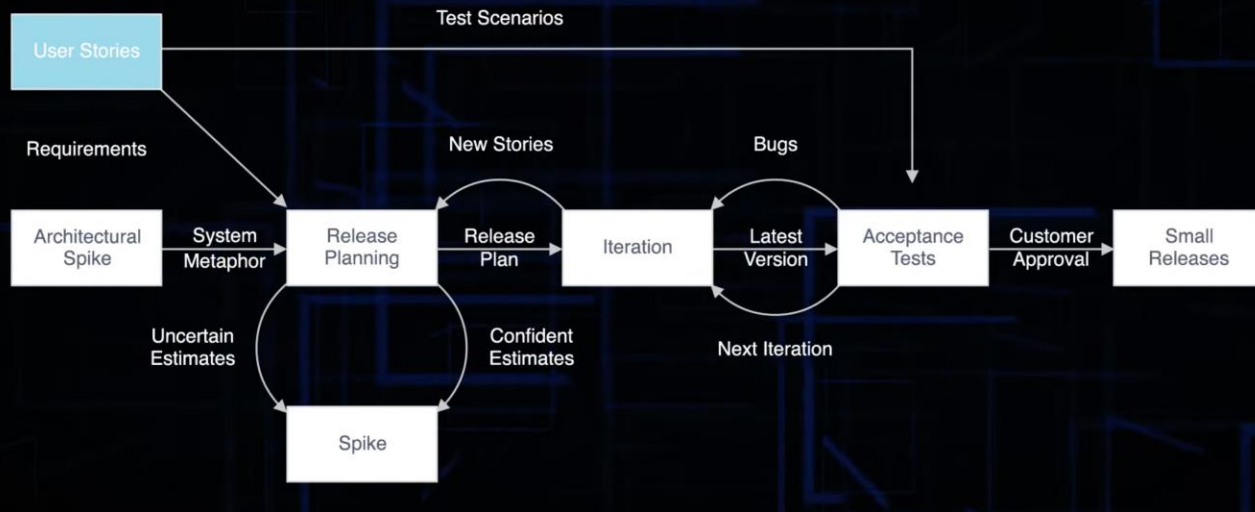 Test Scenarios
User Stories
Requirements
New Stories
Bugs
Architectural
Spike
System
Metaphor
Release
Planning
Release
Plan
Iteration
Latest
Version
Acceptance
Tests
Customer
Approval
Small
Releases
Uncertain
Estimates
Confident
Estimates
Next Iteration
Spike